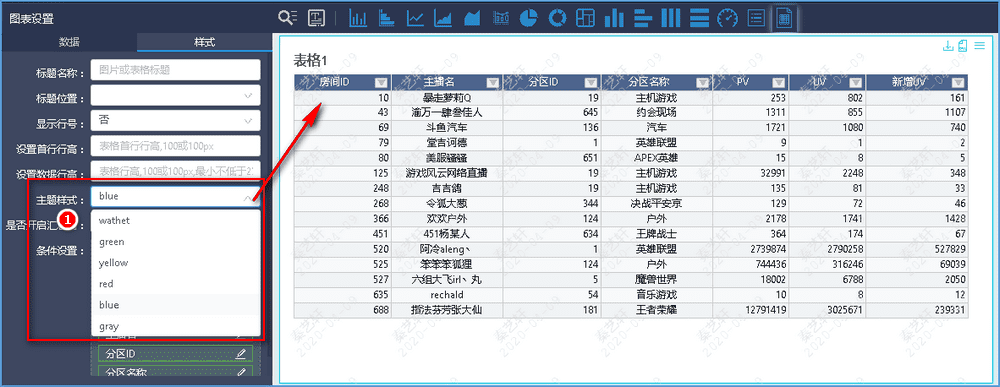 图表设置
数据 样式
标题名称: 图片或表格标题
标题位置:
显示行号: 否
设置首行行高: 表格首行行高,100或100px
设置数据行高: 表格行高,100或100px,最小不低于2
主题样式: blue
1
是否开启汇
条件设置:
wathet
green
yellow
red
blue
gray
主播名
分区ID
分区名称
表格1
房间ID 主播名 分区ID 分区名称 PV UV 新增UV
10 暴走萝莉Q 19 主机游戏 253 802 161
43 渝万一肆叁佳人 645 约会现场 1311 855 1107
69 斗鱼汽车 136 汽车 1721 1080 740
79 堂吉诃德 1 英雄联盟 9 1 2
80 美服骚骚 651 APEX英雄 15 8 5
125 游戏风云网络直播 19 主机游戏 32991 2248 348
248 吉吉鸽 19 主机游戏 135 81 33
268 令狐大葱 344 决战平安京 129 72 46
366 欢欢户外 124 户外 2178 1741 1428
451 451杨某人 634 王牌战士 364 174 67
520 阿冷aleng丶 1 英雄联盟 2739874 2790258 527829
525 笨笨笨狐狸 124 户外 744436 316246 69039
527 六组大飞irl丶丸 5 魔兽世界 18002 6788 2050
635 rechald 54 音乐游戏 10 8 12
688 指法芬芳张大仙 181 王者荣耀 12791419 3025671 239331